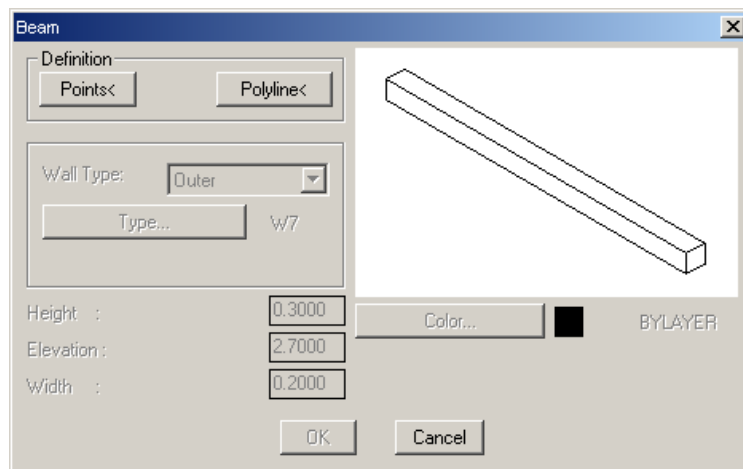 Beam
Definition
Points<
Polyline<
Wall Type:
Outer
Type...
W7
Height :
0.3000
Elevation :
2.7000
Width :
0.2000
Color...
BYLAYER
OK
Cancel